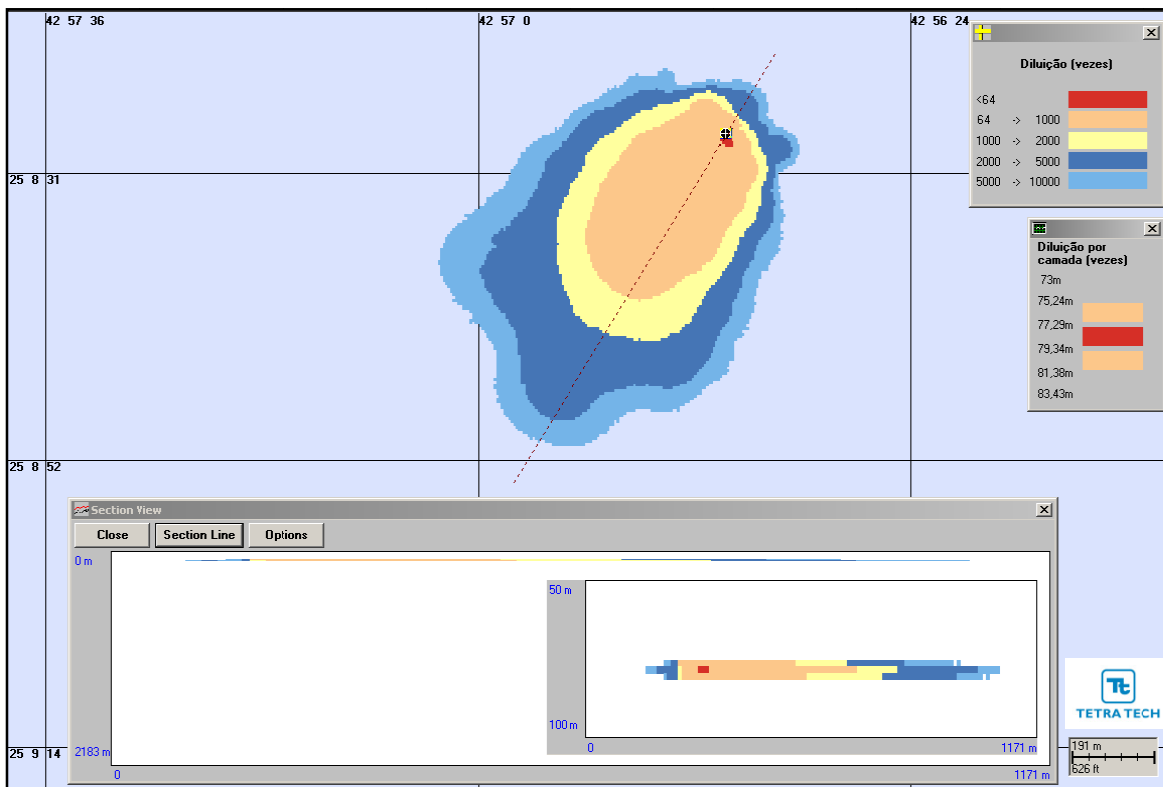 42 57 36
42 57 0
42 56 24
25 8 31
25 8 52
25 9 14
Diluição (vezes)
<64
64 -> 1000
1000 -> 2000
2000 -> 5000
5000 -> 10000
Diluição por
camada (vezes)
73m
75,24m
77,29m
79,34m
81,38m
83,43m
Section View
Close
Section Line
Options
0 m
2183 m
0
1171 m
50 m
100 m
0
1171 m
Tt
TETRA TECH
191 m
626 ft